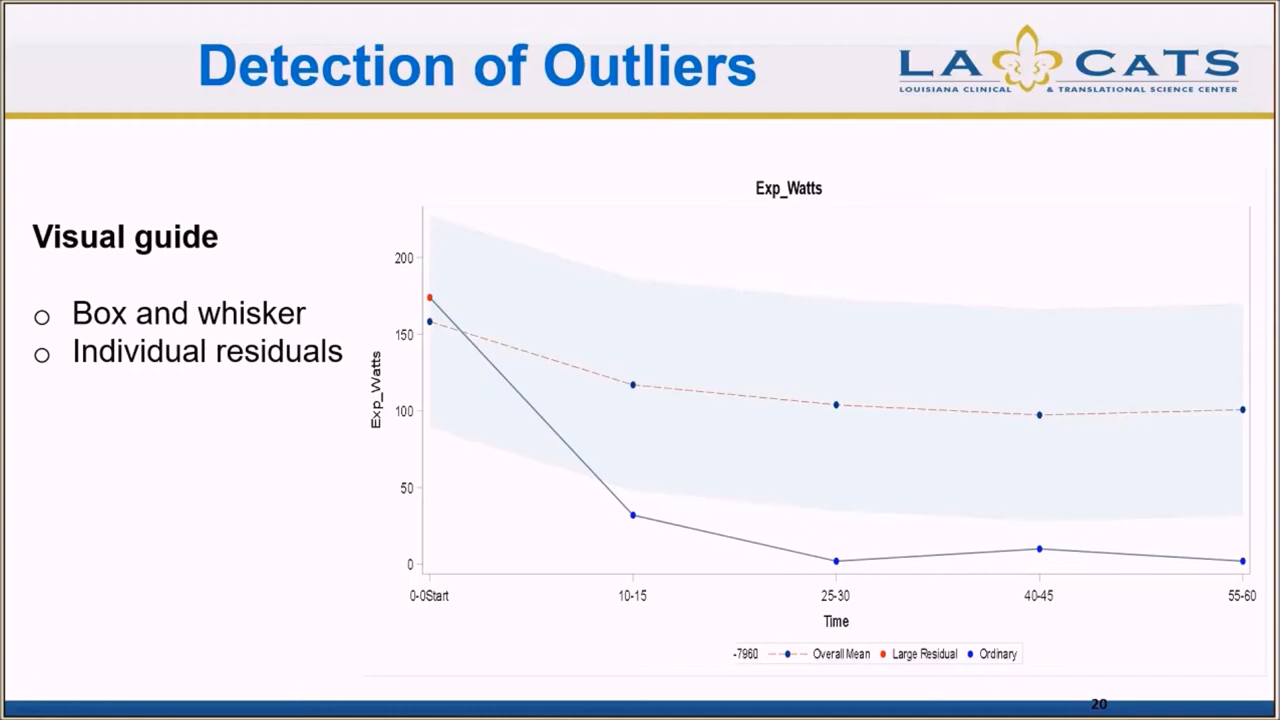 Detection of Outliers
LA CATS
LOUISIANA CLINICAL & TRANSLATIONAL SCIENCE CENTER
Visual guide
o Box and whisker
o Individual residuals
Exp_Watts
Exp_Watts
200
150
100
50
0
0-0Start 10-15 25-30 40-45 55-60
Time
-7960 Overall Mean Large Residual Ordinary
20